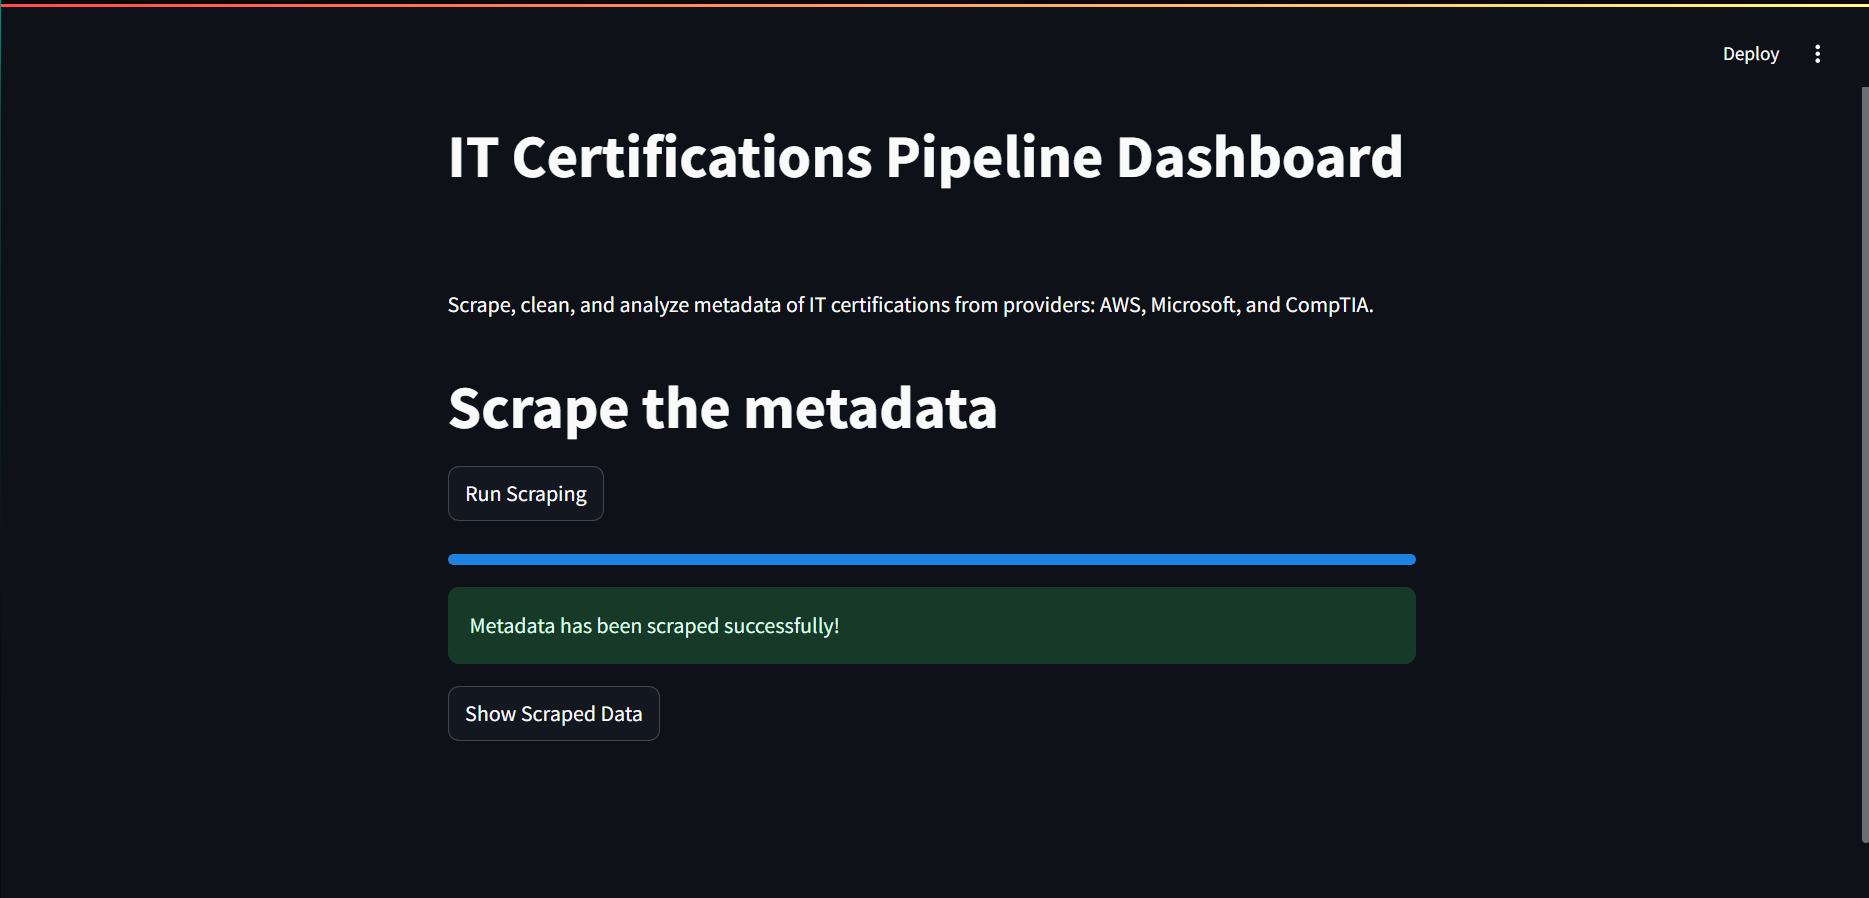 Deploy
IT Certifications Pipeline Dashboard
Scrape, clean, and analyze metadata of IT certifications from providers: AWS, Microsoft, and CompTIA.
Scrape the metadata
Run Scraping
Metadata has been scraped successfully!
Show Scraped Data